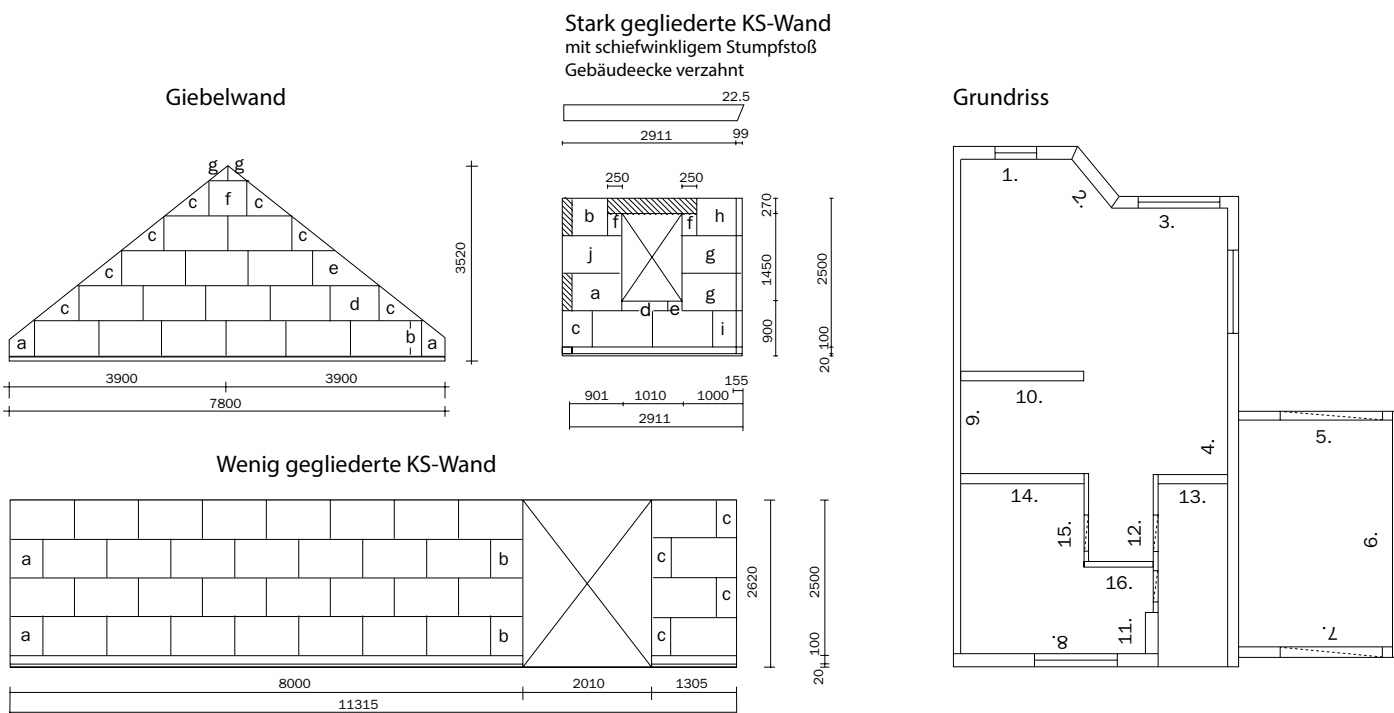 Stark gegliederte KS-Wand
mit schiefwinkligem Stumpfstoß
Gebäudeecke verzahnt
Giebelwand
g g
c f c
c c
c e
c d c
a b a
3520
3900 3900
7800
22.5
2911 99
250 250
b f f h
j g
a g
d e
c i
270
1450
900
2500
100
20
155
901 1010 1000
2911
Grundriss
1.
2.
3.
4.
5.
6.
7.
8.
9.
10.
11.
12.
13.
14.
15.
16.
Wenig gegliederte KS-Wand
c
a b c
c
a b c
2620
2500
100
20
8000 2010 1305
11315